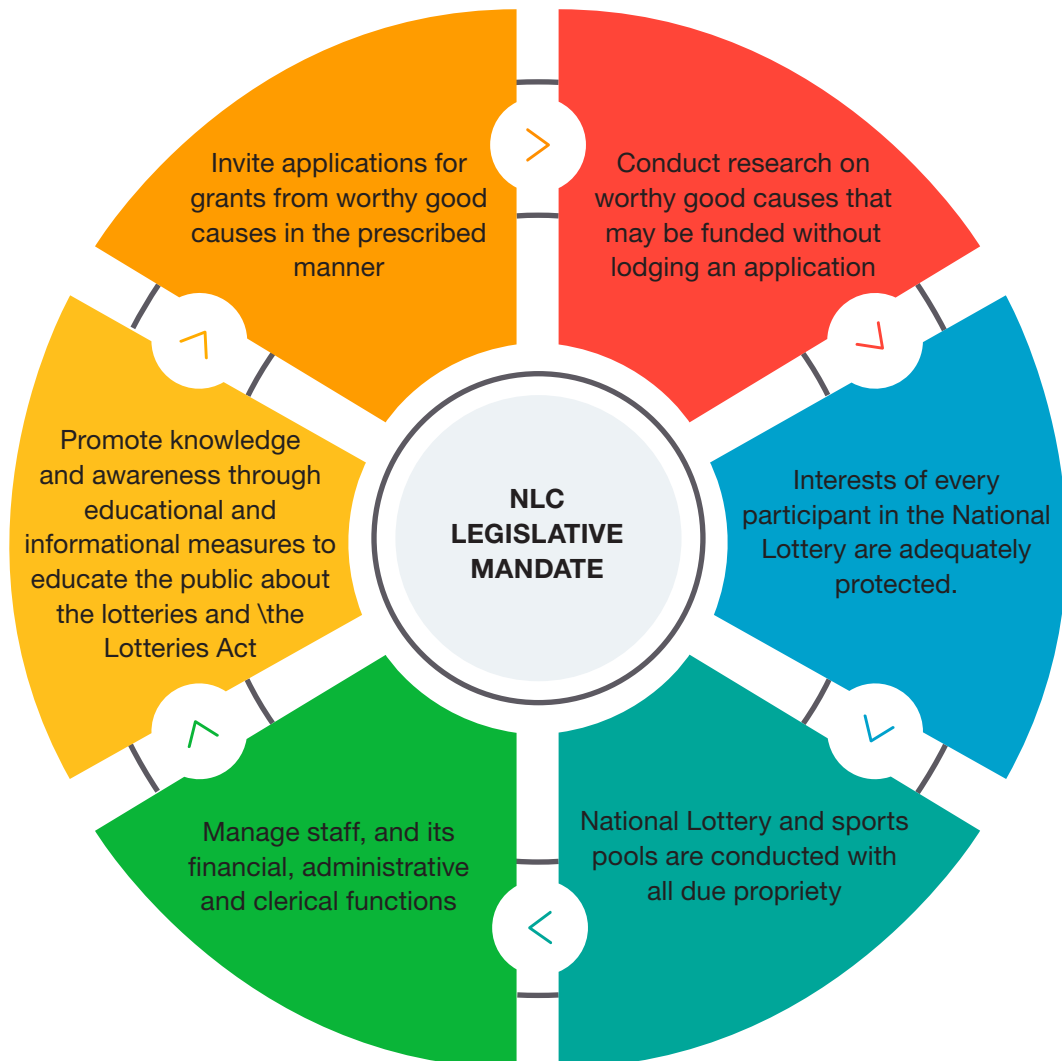 Invite applications for
grants from worthy good
causes in the prescribed
manner
Conduct research on
worthy good causes that
may be funded without
lodging an application
Interests of every
participant in the National
Lottery are adequately
protected.
National Lottery and sports
pools are conducted with
all due propriety
Manage staff, and its
financial, administrative
and clerical functions
Promote knowledge
and awareness through
educational and
informational measures to
educate the public about
the lotteries and \the
Lotteries Act
NLC
LEGISLATIVE
MANDATE